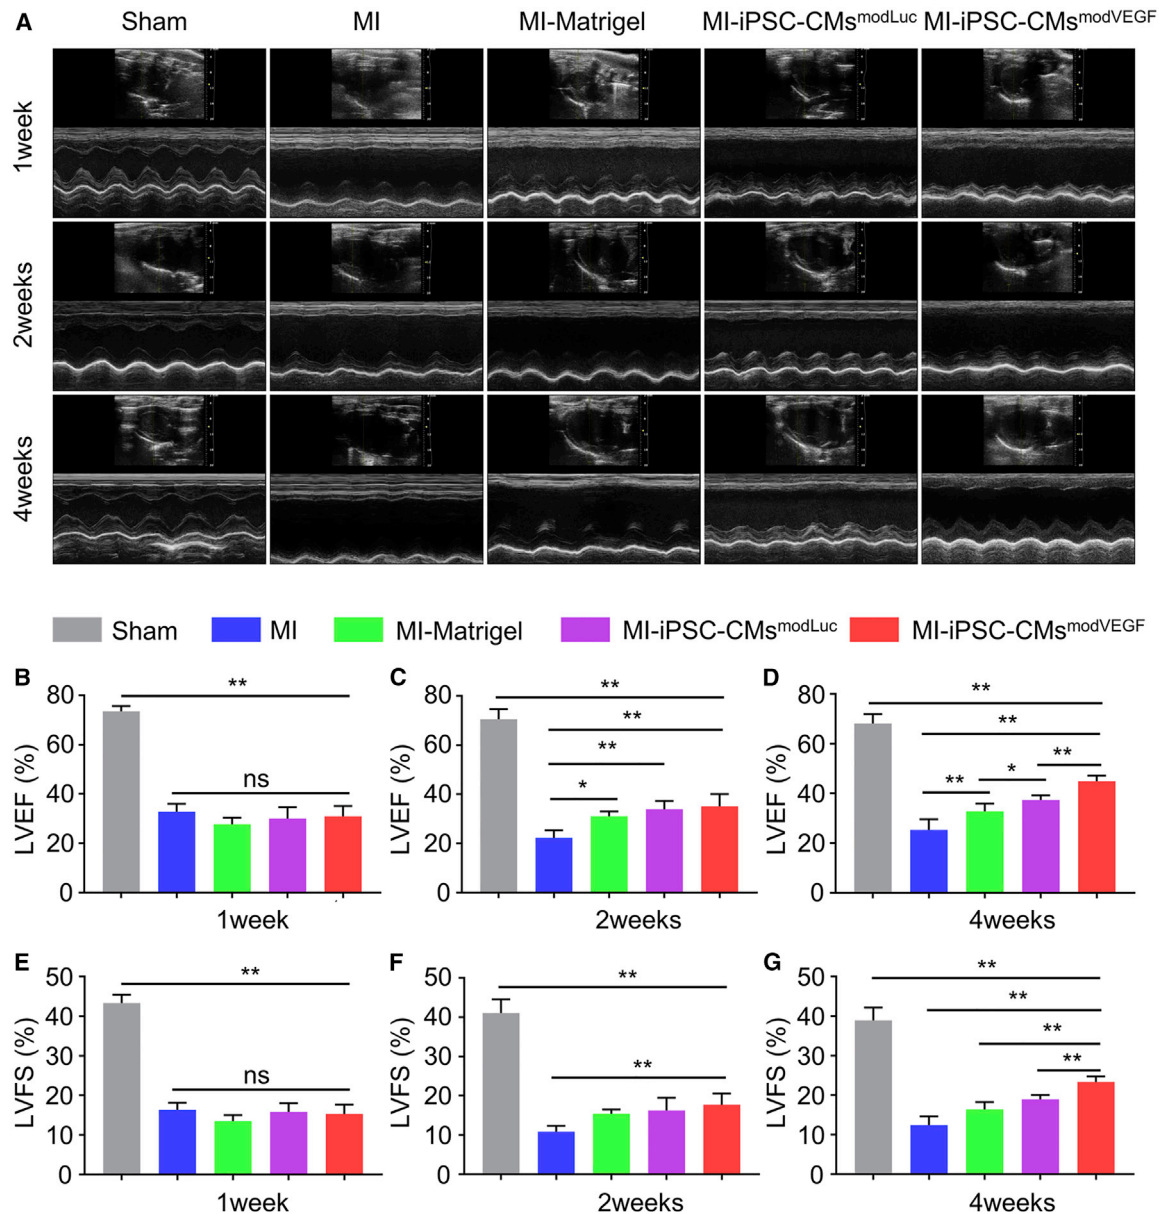 A Sham MI MI-Matrigel MI-iPSC-CMsmodLuc MI-iPSC-CMsmodVEGF
1week
2weeks
4weeks
Sham MI MI-Matrigel MI-iPSC-CMsmodLuc MI-iPSC-CMsmodVEGF
B
LVEF (%)
80
60
40
20
0
**
ns
1week
C
LVEF (%)
80
60
40
20
0
**
**
**
*
2weeks
D
LVEF (%)
80
60
40
20
0
**
**
**
*
**
4weeks
E
LVFS (%)
50
40
30
20
10
0
**
ns
1week
F
LVFS (%)
50
40
30
20
10
0
**
**
2weeks
G
LVFS (%)
50
40
30
20
10
0
**
**
**
**
4weeks